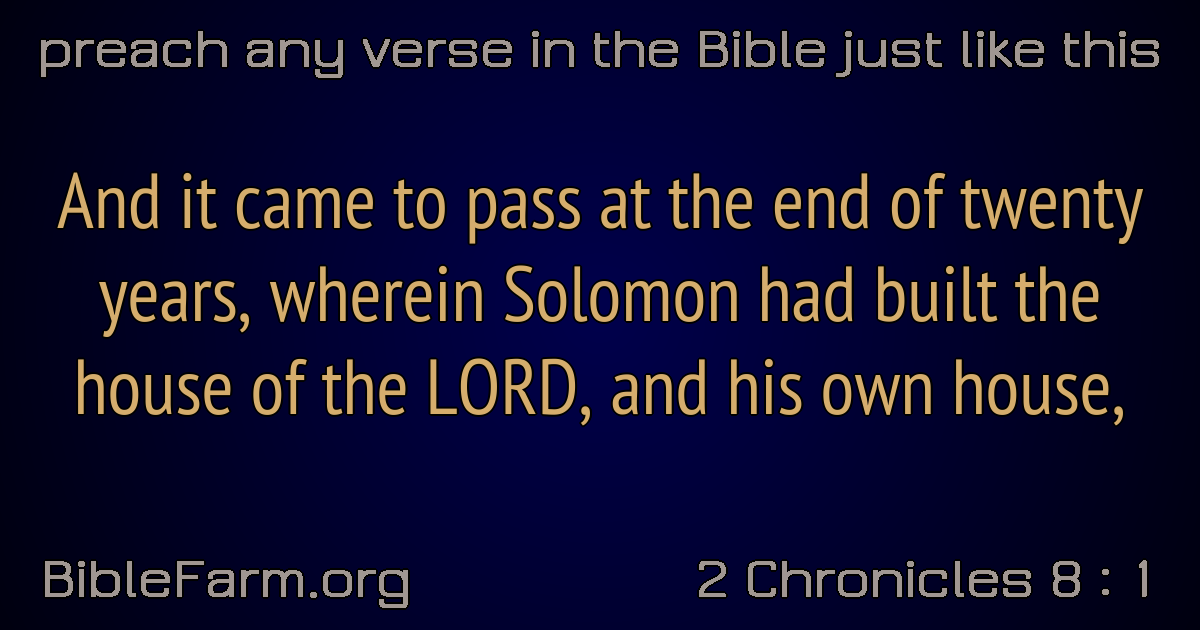 preach any verse in the Bible just like this
And it came to pass at the end of twenty
years, wherein Solomon had built the
house of the LORD, and his own house,
BibleFarm.org
2 Chronicles 8 : 1